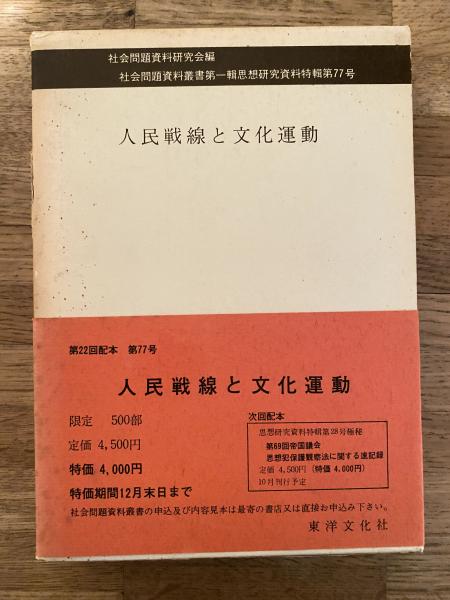 社会問題資料研究会編
社会問題資料叢書第一輯思想研究資料特輯第77号
人民戦線と文化運動
第22回配本 第77号
人民戦線と文化運動
限定 500部
定価 4,500円
特価 4,000円
特価期間12月末日まで
次回配本
思想研究資料特輯第28号極秘
第69回帝国議会
思想犯保護観察法に関する速記録
定価 4,500円(特価 4,000円)
10月刊行予定
社会問題資料叢書の申込及び内容見本は最寄の書店又は直接お申込み下さい。
東洋文化社